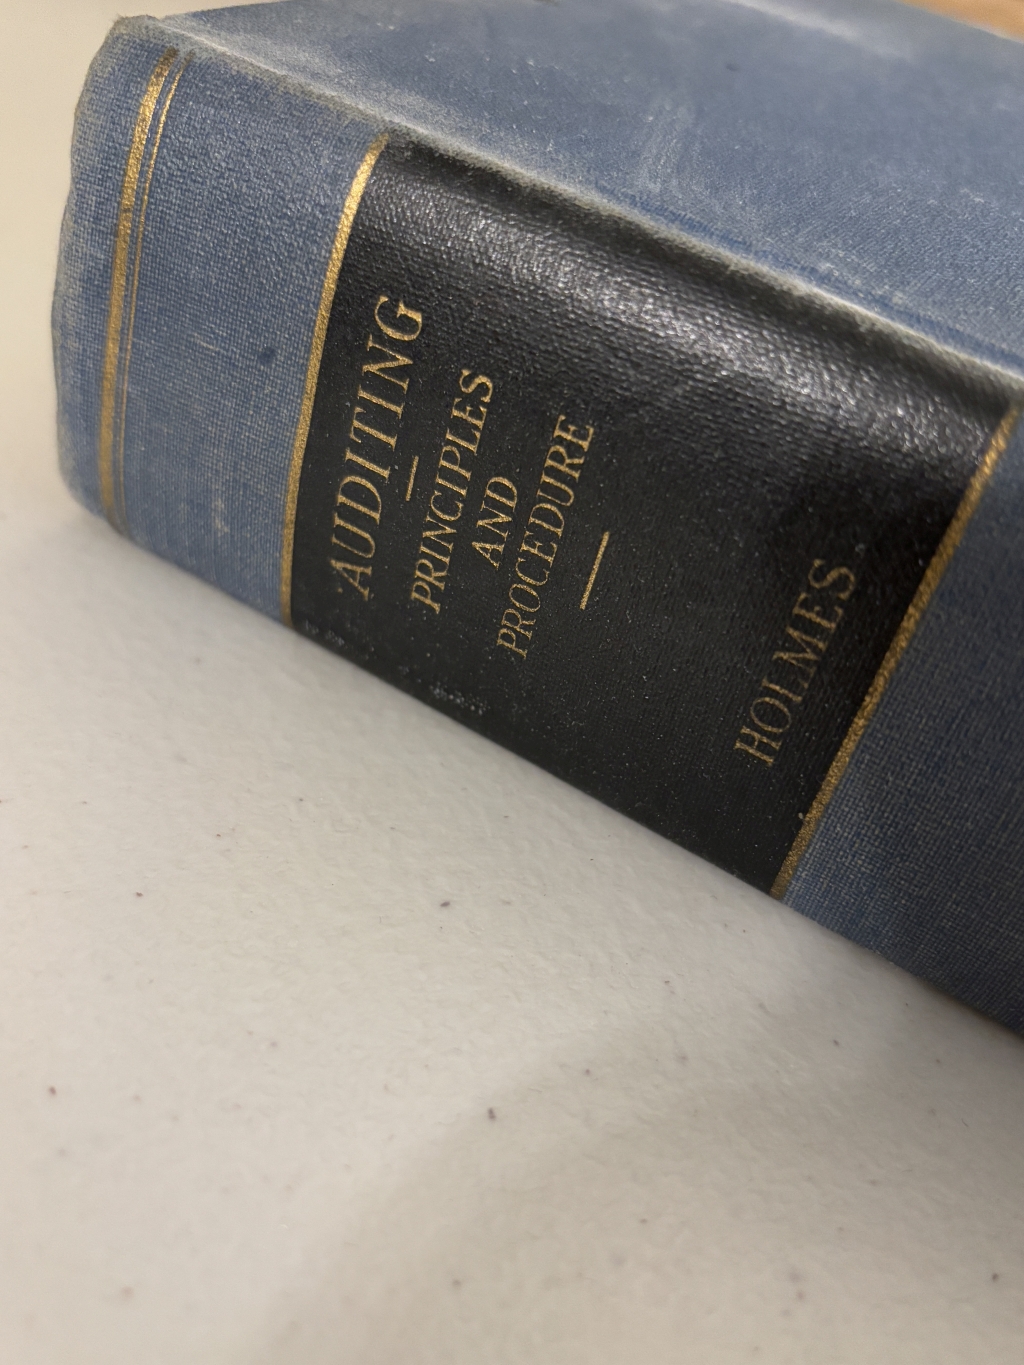 AUDITING
PRINCIPLES
AND
PROCEDURE
HOLMES